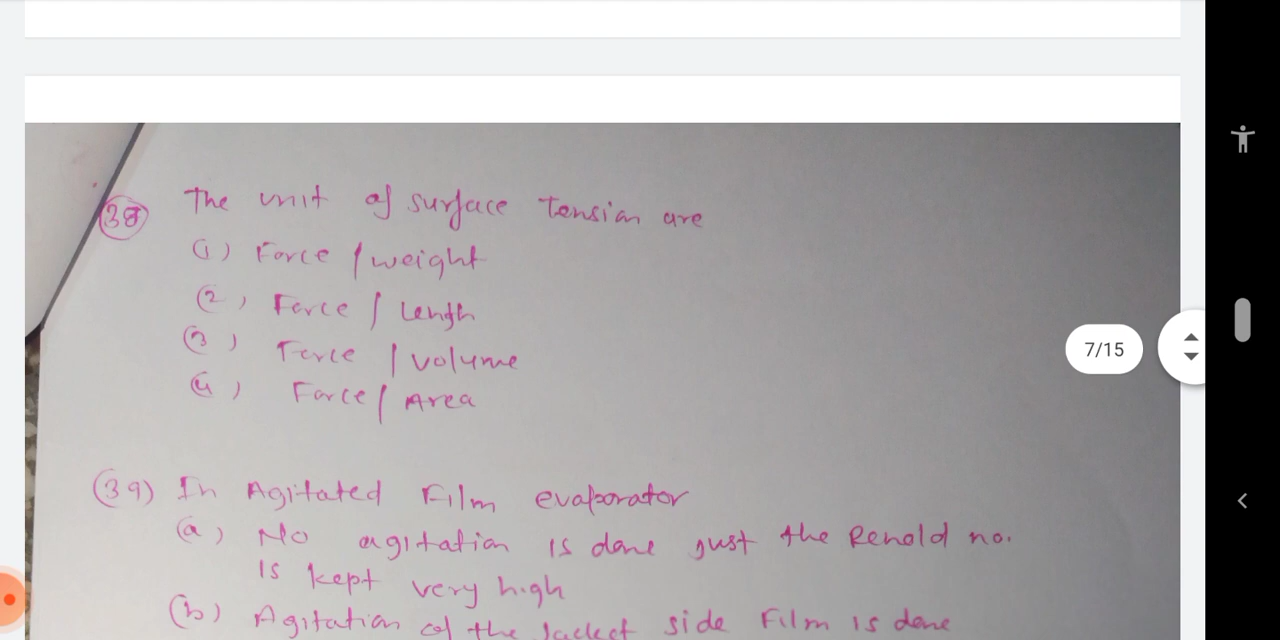 (38) The unit of surface Tension are
(1) Force / weight
(2) Force / Length
(3) Force / volume
(4) Force / Area
7/15
(39) In Agitated Film evaporator
(a) No agitation is done just the Renold no.
is kept very high
(b) Agitation of the Jacket side Film is done